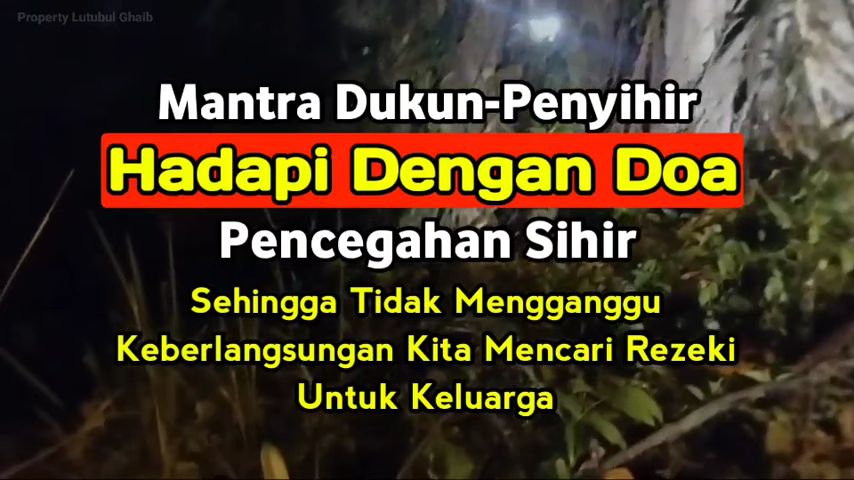 Property Lutubul Ghaib
Mantra Dukun-Penyihir
Hadapi Dengan Doa
Pencegahan Sihir
Sehingga Tidak Mengganggu
Keberlangsungan Kita Mencari Rezeki
Untuk Keluarga